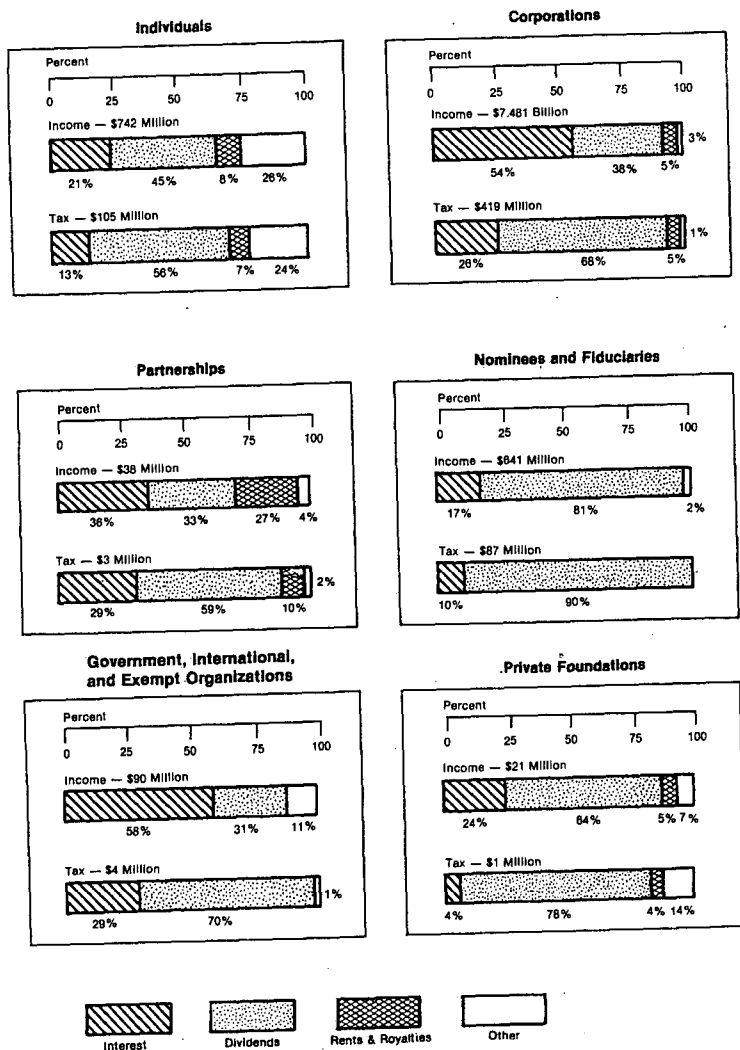 Individuals
Percent
0 25 50 75 100
Income — $742 Million
21% 45% 8% 26%
Tax — $105 Million
13% 56% 7% 24%
Corporations
Percent
0 25 50 75 100
Income — $7.481 Billion
3%
54% 38% 5%
Tax — $419 Million
1%
26% 68% 5%
Partnerships
Percent
0 25 50 75 100
Income — $38 Million
36% 33% 27% 4%
Tax — $3 Million
2%
29% 59% 10%
Nominees and Fiduciaries
Percent
0 25 50 75 100
Income — $641 Million
17% 81% 2%
Tax — $87 Million
10% 90%
Government, International,
and Exempt Organizations
Percent
0 25 50 75 100
Income — $90 Million
58% 31% 11%
Tax — $4 Million
1%
29% 70%
Private Foundations
Percent
0 25 50 75 100
Income — $21 Million
24% 64% 5% 7%
Tax — $1 Million
4% 78% 4% 14%
Interest Dividends Rents & Royalties Other